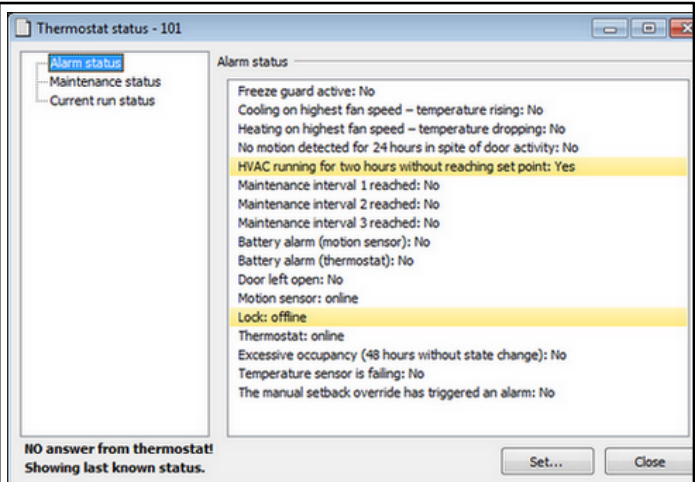 Thermostat status - 101
Alarm status
Maintenance status
Current run status
Alarm status
Freeze guard active: No
Cooling on highest fan speed – temperature rising: No
Heating on highest fan speed – temperature dropping: No
No motion detected for 24 hours in spite of door activity: No
HVAC running for two hours without reaching set point: Yes
Maintenance interval 1 reached: No
Maintenance interval 2 reached: No
Maintenance interval 3 reached: No
Battery alarm (motion sensor): No
Battery alarm (thermostat): No
Door left open: No
Motion sensor: online
Lock: offline
Thermostat: online
Excessive occupancy (48 hours without state change): No
Temperature sensor is failing: No
The manual setback override has triggered an alarm: No
NO answer from thermostat!
Showing last known status.
Set...
Close